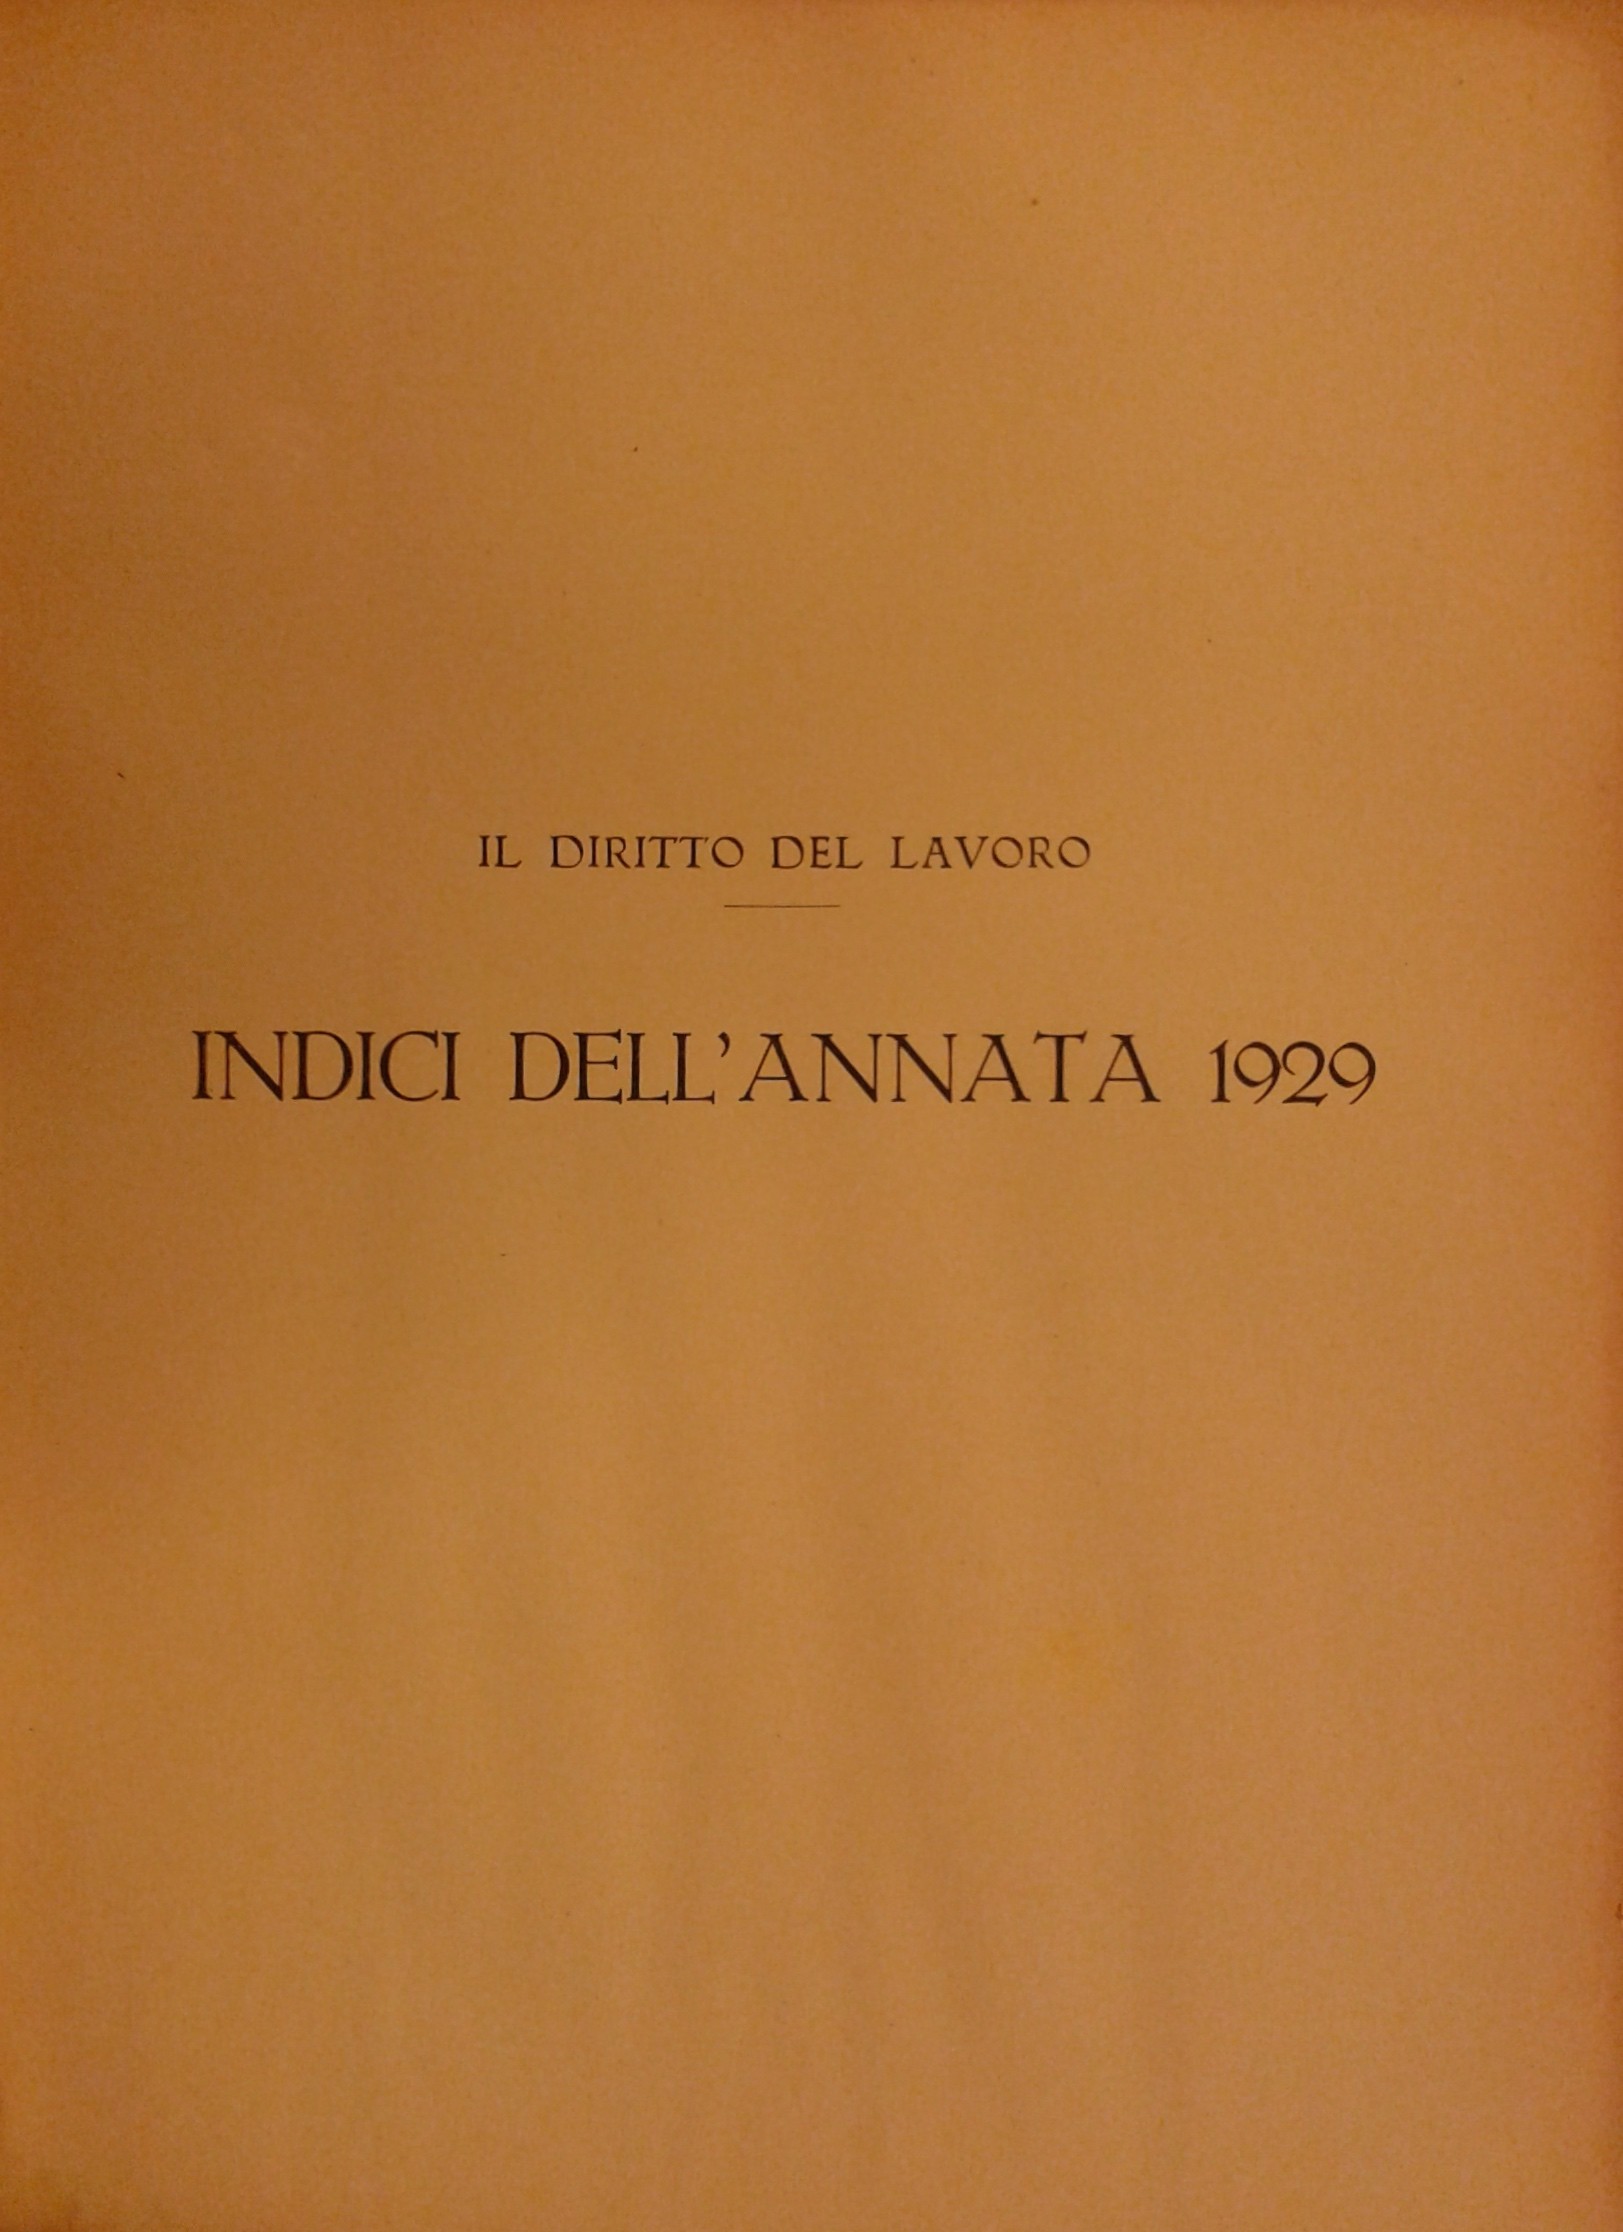 IL DIRITTO DEL LAVORO
INDICI DELL'ANNATA 1929